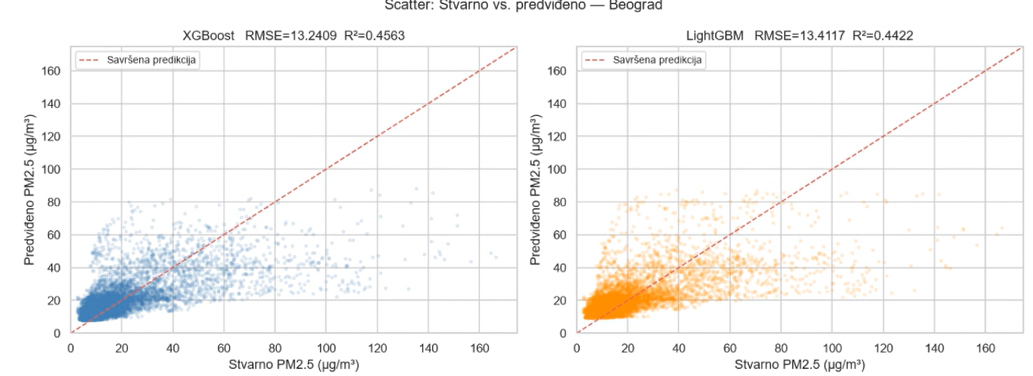 Scatter: Stvarno vs. predviđeno — Beograd
XGBoost RMSE=13.2409 R²=0.4563
Savršena predikcija
160
140
120
100
80
60
40
20
0
Predviđeno PM2.5 (µg/m³)
0 20 40 60 80 100 120 140 160
Stvarno PM2.5 (µg/m³)
LightGBM RMSE=13.4117 R²=0.4422
Savršena predikcija
160
140
120
100
80
60
40
20
0
Predviđeno PM2.5 (µg/m³)
0 20 40 60 80 100 120 140 160
Stvarno PM2.5 (µg/m³)